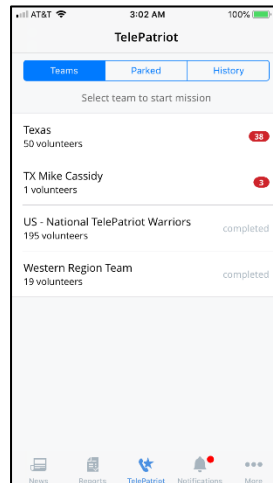 AT&T 3:02 AM 100%
TelePatriot
Teams Parked History
Select team to start mission
Texas
38
50 volunteers
TX Mike Cassidy
3
1 volunteers
US - National TelePatriot Warriors
completed
195 volunteers
Western Region Team
completed
19 volunteers
News Reports TelePatriot Notifications More